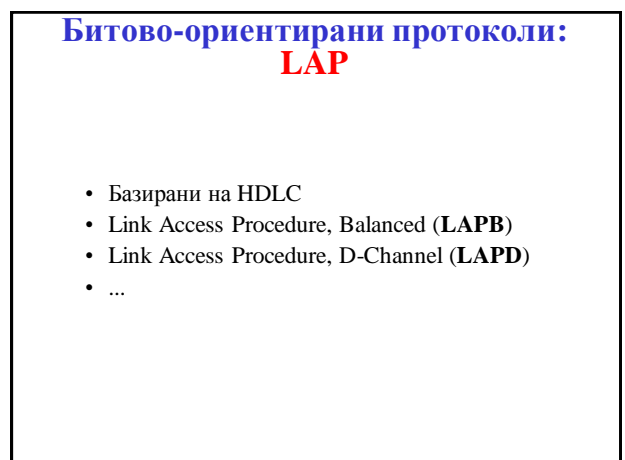 Битово-ориентирани протоколи:
LAP
• Базирани на HDLC
• Link Access Procedure, Balanced (LAPB)
• Link Access Procedure, D-Channel (LAPD)
• ...